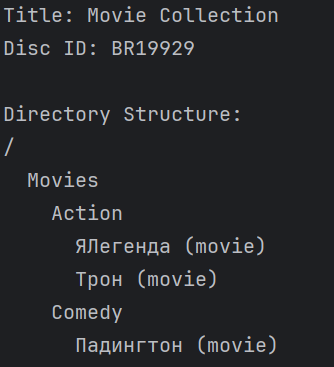 Title: Movie Collection
Disc ID: BR19929

Directory Structure:
/
  Movies
    Action
      ЯЛегенда (movie)
      Трон (movie)
    Comedy
      Падингтон (movie)